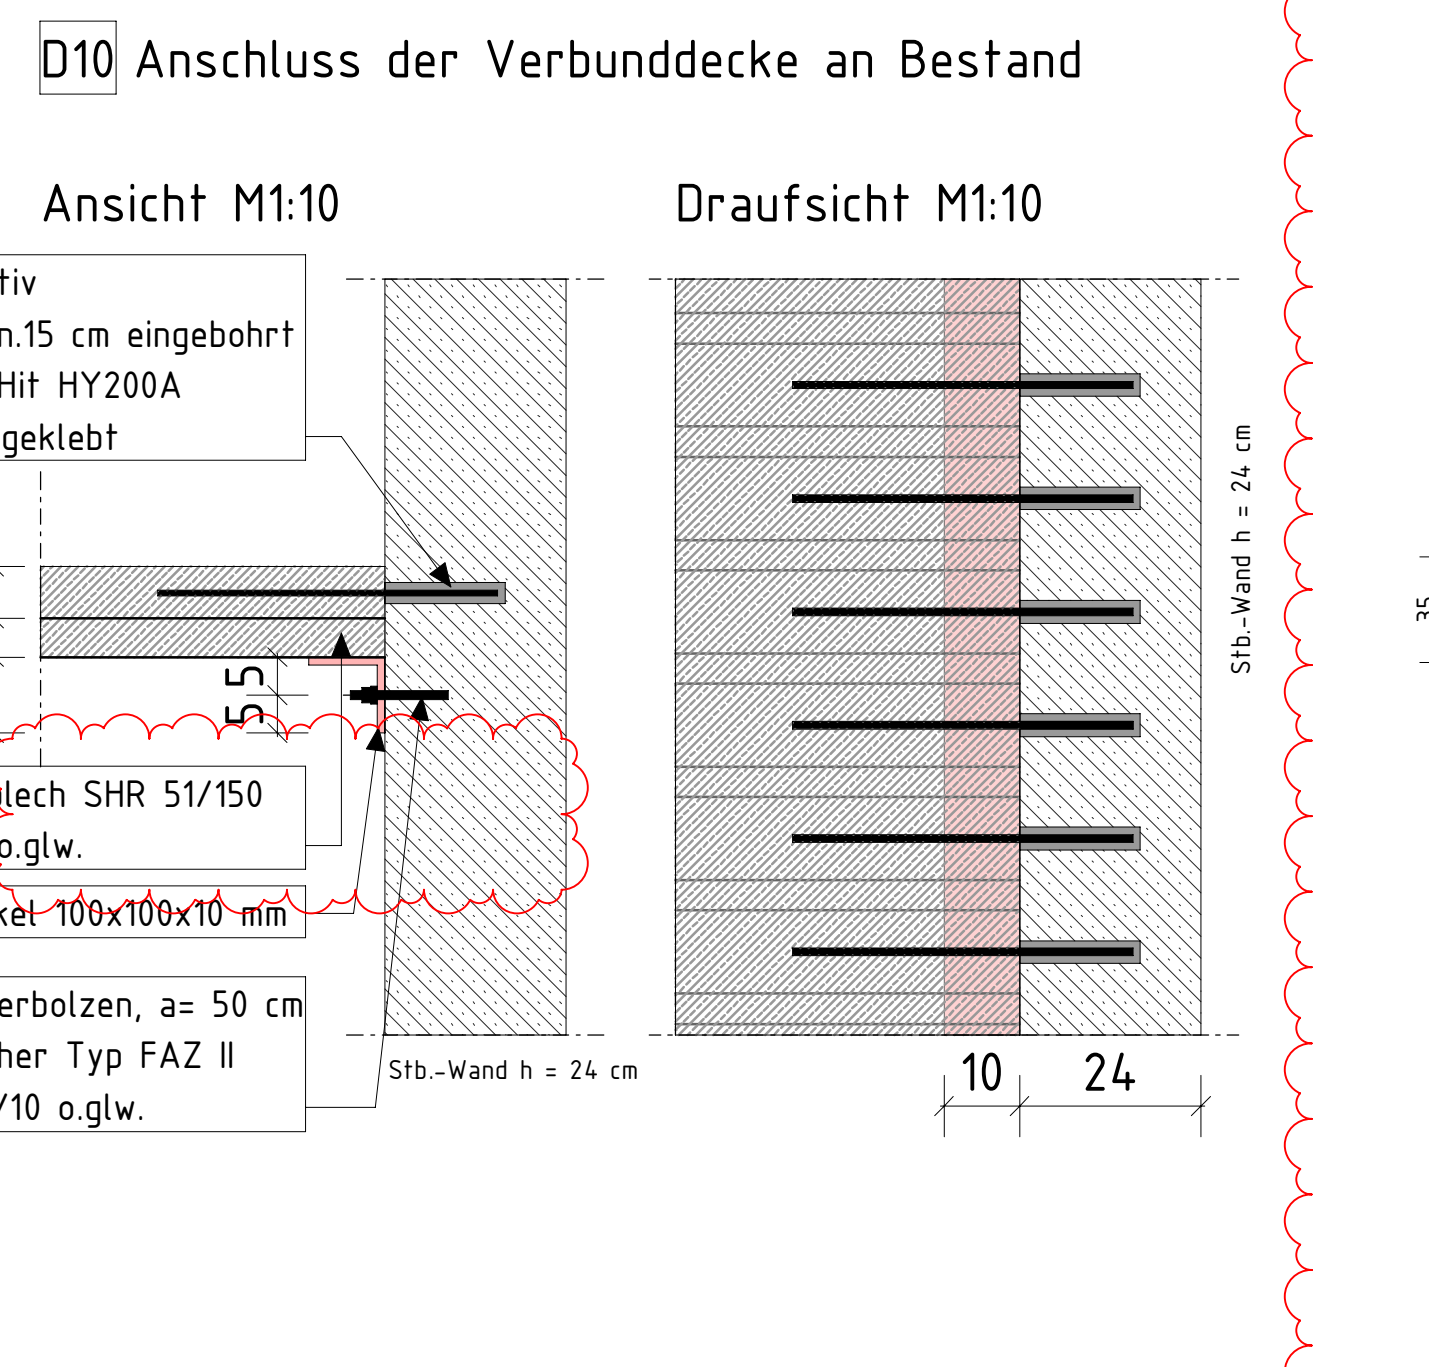 D10 Anschluss der Verbunddecke an Bestand
Ansicht M1:10
Draufsicht M1:10
tiv
n.15 cm eingebohrt
Hit HY200A
geklebt
5
5
lech SHR 51/150
o.glw.
kel 100x100x10 mm
erbolzen, a= 50 cm
her Typ FAZ II
/10 o.glw.
Stb.-Wand h = 24 cm
Stb.-Wand h = 24 cm
10
24
35